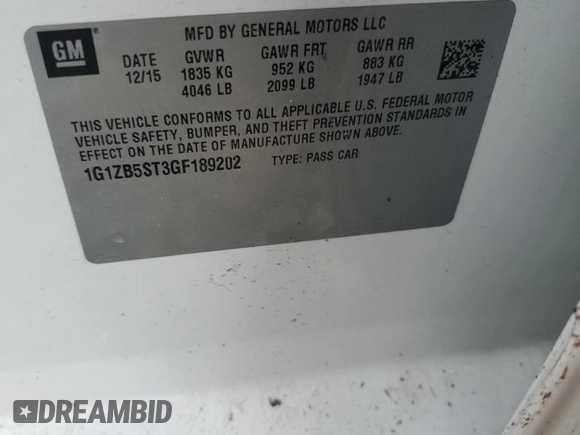 GM
MFD BY GENERAL MOTORS LLC
DATE GVWR GAWR FRT GAWR RR
12/15 1835 KG 952 KG 883 KG
4046 LB 2099 LB 1947 LB
THIS VEHICLE CONFORMS TO ALL APPLICABLE U.S. FEDERAL MOTOR
VEHICLE SAFETY, BUMPER, AND THEFT PREVENTION STANDARDS IN
EFFECT ON THE DATE OF MANUFACTURE SHOWN ABOVE.
1G1ZB5ST3GF189202 TYPE: PASS CAR
DREAMBID